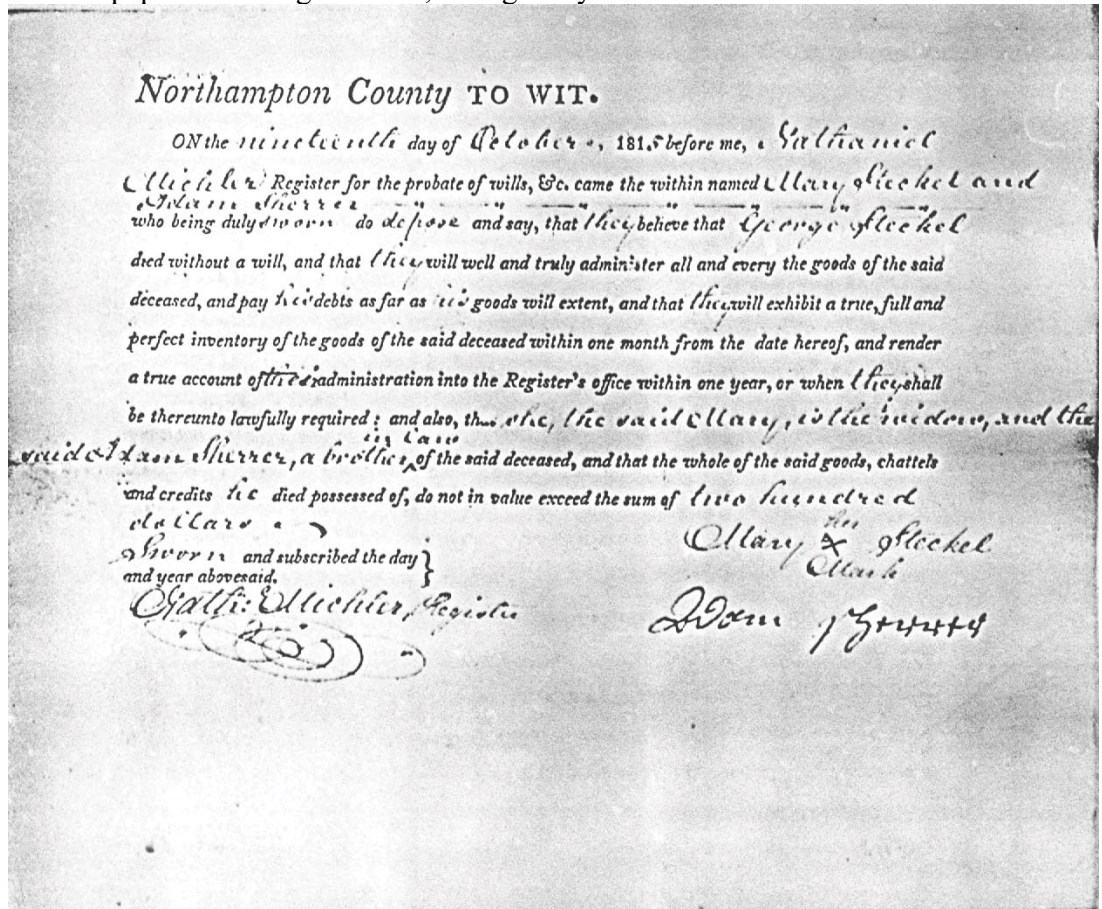 Northampton County TO WIT.
ON the nineteenth day of October, 1815 before me, Nathaniel
Michler Register for the probate of wills, &c. came the within named Mary Steckel and
Adam Sherrer
who being duly sworn do depose and say, that they believe that George Steckel
died without a will, and that they will well and truly administer all and every the goods of the said
deceased, and pay his debts as far as his goods will extent, and that they will exhibit a true, full and
perfect inventory of the goods of the said deceased within one month from the date hereof, and render
a true account of their administration into the Register's office within one year, or when they shall
be thereunto lawfully required; and also, that she, the said Mary, is the widow, and the
in law
said Adam Sherrer, a brother ‸ of the said deceased, and that the whole of the said goods, chattels
and credits he died possessed of, do not in value exceed the sum of two hundred
dollars.
Sworn and subscribed the day
and year abovesaid.
Nath: Michler, Register
her
Mary X Steckel
Mark
Adam Sherrer